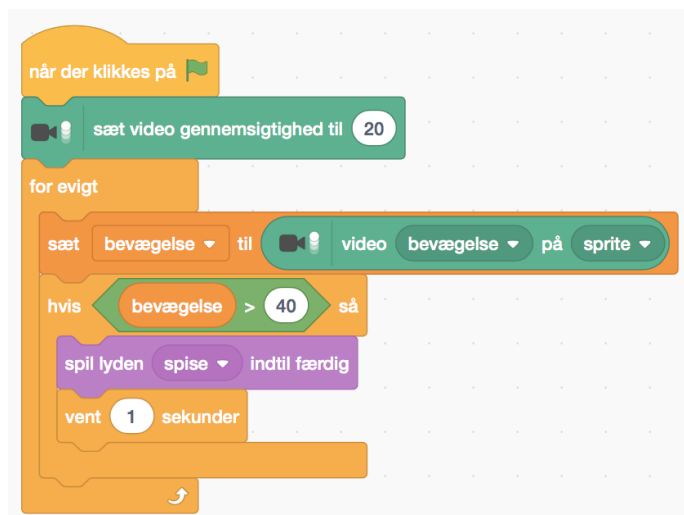 når der klikkes på
sæt video gennemsigtighed til 20
for evigt
sæt bevægelse til video bevægelse på sprite
hvis bevægelse > 40 så
spil lyden spise indtil færdig
vent 1 sekunder